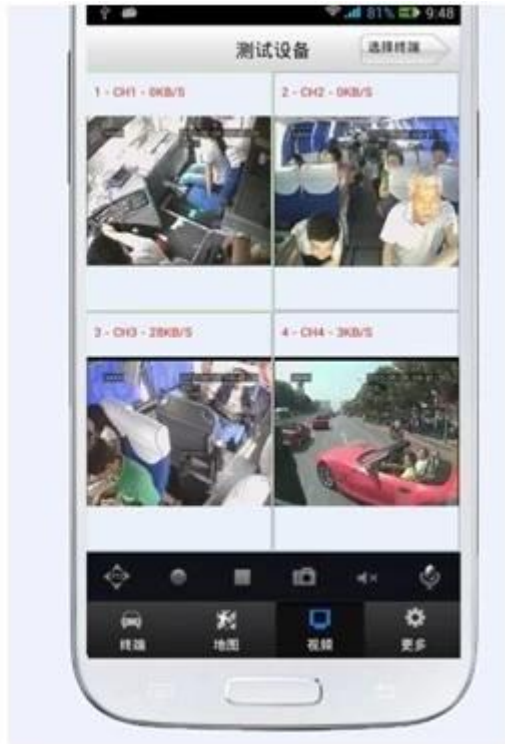 81% 9:48
测试设备
选择终端
1 - CH1 - 0KB/S
2 - CH2 - 0KB/S
3 - CH3 - 28KB/S
4 - CH4 - 3KB/S
终端
地图
视频
更多